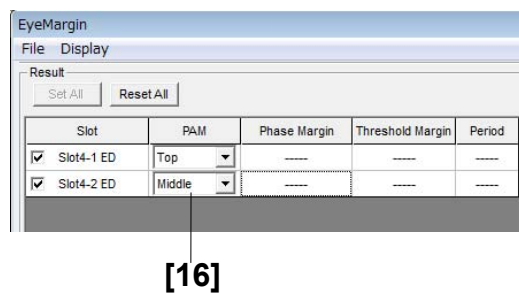 EyeMargin
File Display
Result
Set All Reset All
Slot PAM Phase Margin Threshold Margin Period
Slot4-1 ED Top ----- ----- -----
Slot4-2 ED Middle ----- ----- -----
[16]